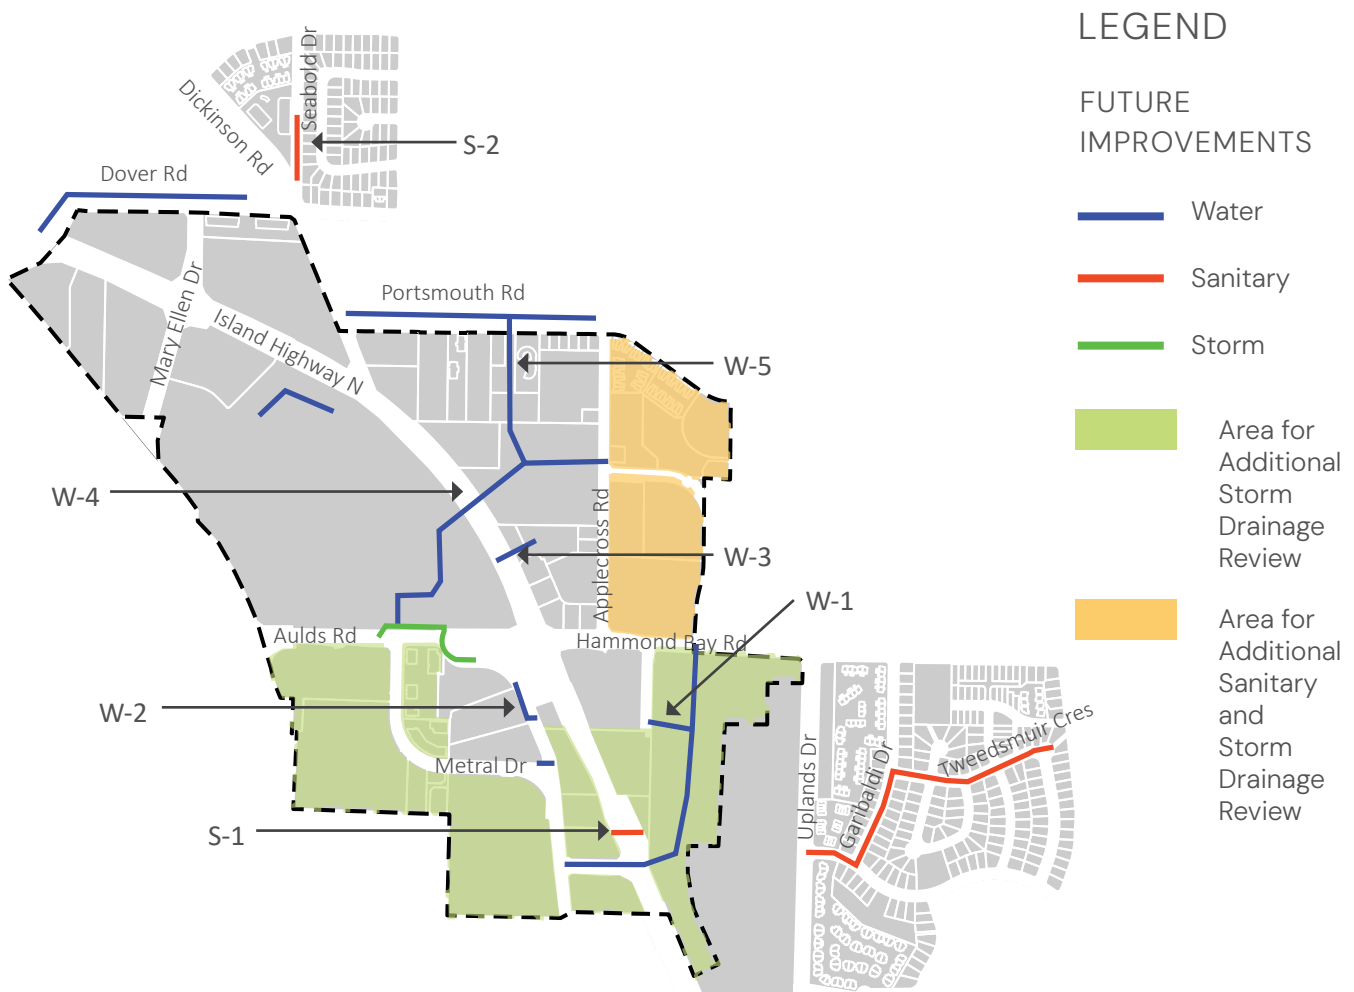 LEGEND
FUTURE
IMPROVEMENTS
Water
Sanitary
Storm
Area for
Additional
Storm
Drainage
Review
Area for
Additional
Sanitary
and
Storm
Drainage
Review
Seabold Dr
Dickinson Rd
S-2
Dover Rd
Mary Ellen Dr
Island Highway N
Portsmouth Rd
W-5
W-4
Applecross Rd
W-3
W-1
Aulds Rd
Hammond Bay Rd
W-2
Metral Dr
S-1
Uplands Dr
Garibaldi Dr
Tweedsmuir Cres